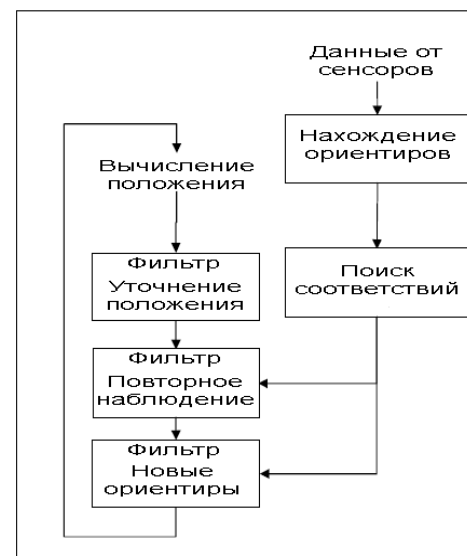 Данные от
сенсоров
Нахождение
ориентиров
Вычисление
положения
Фильтр
Уточнение
положения
Поиск
соответствий
Фильтр
Повторное
наблюдение
Фильтр
Новые
ориентиры